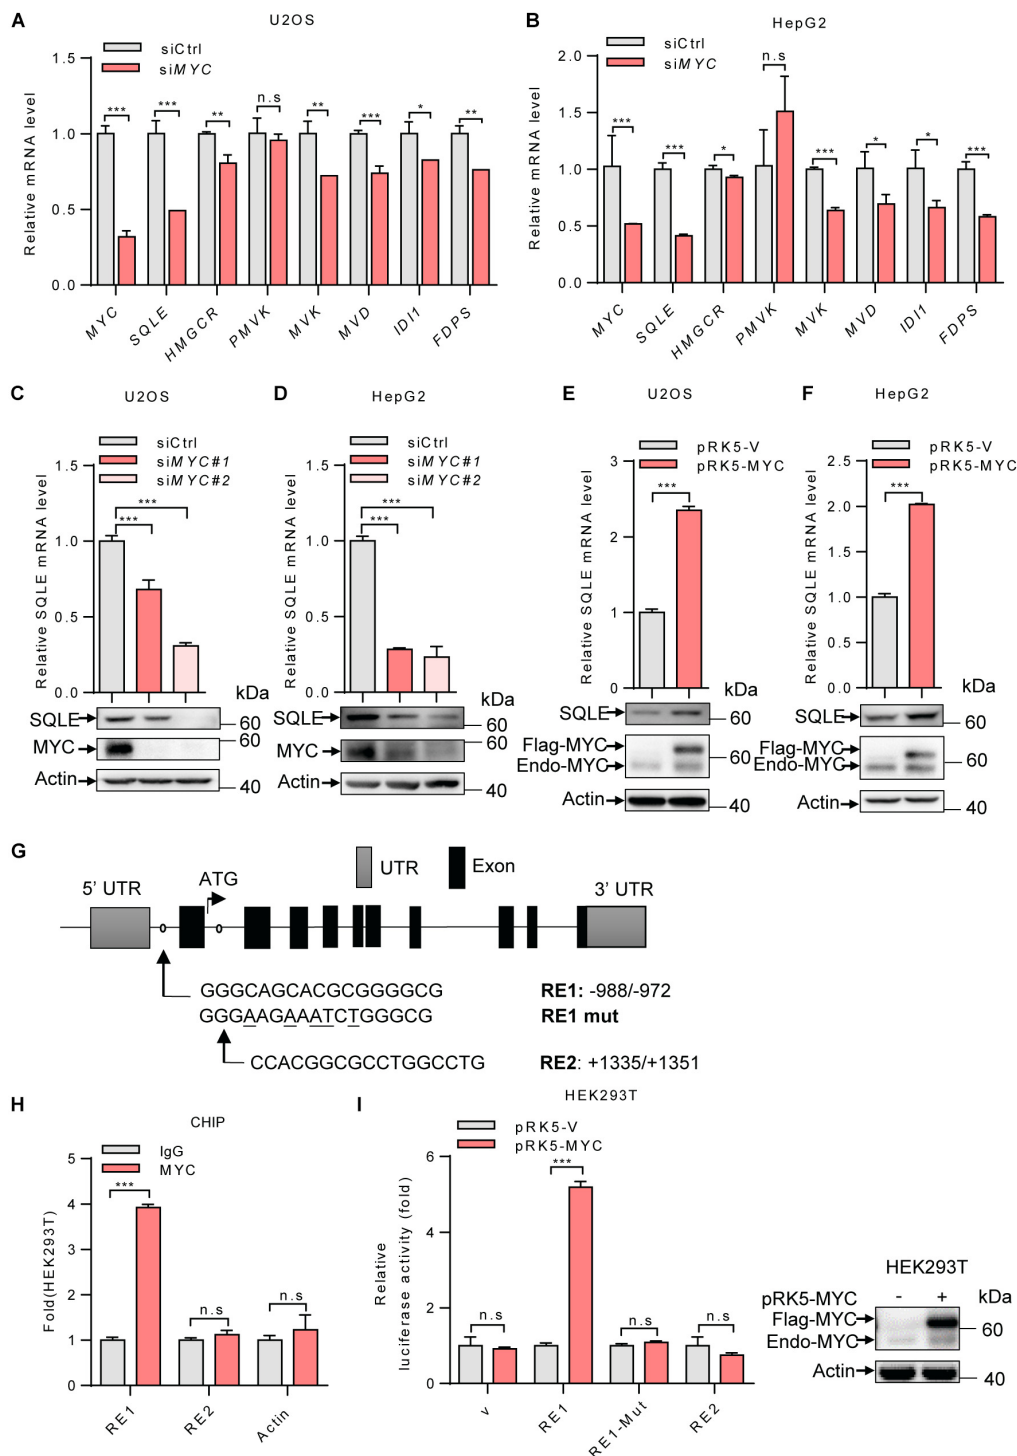 A
U2OS
siCtrl
siMYC
Relative mRNA level
1.5
1.0
0.5
0.0
***
***
**
n.s
**
***
*
**
MYC
SQLE
HMGCR
PMVK
MVK
MVD
IDI1
FDPS
B
HepG2
siCtrl
siMYC
Relative mRNA level
2.0
1.5
1.0
0.5
0.0
***
***
*
n.s
***
*
*
***
MYC
SQLE
HMGCR
PMVK
MVK
MVD
IDI1
FDPS
C
U2OS
siCtrl
siMYC#1
siMYC#2
Relative SQLE mRNA level
1.5
1.0
0.5
0.0
***
***
kDa
SQLE
60
MYC
60
Actin
40
D
HepG2
siCtrl
siMYC#1
siMYC#2
Relative SQLE mRNA level
1.5
1.0
0.5
0.0
***
***
kDa
SQLE
60
MYC
60
Actin
40
E
U2OS
pRK5-V
pRK5-MYC
Relative SQLE mRNA level
3
2
1
0
***
kDa
SQLE
60
Flag-MYC
60
Endo-MYC
Actin
40
F
HepG2
pRK5-V
pRK5-MYC
Relative SQLE mRNA level
2.5
2.0
1.5
1.0
0.5
0.0
***
kDa
SQLE
60
Flag-MYC
60
Endo-MYC
Actin
40
G
UTR
Exon
5' UTR
ATG
3' UTR
GGGCAGCACGCGGGGCG
RE1: -988/-972
GGGAAGAAATCTGGGCG
RE1 mut
CCACGGCGCCTGGCCTG
RE2: +1335/+1351
H
CHIP
IgG
MYC
Fold(HEK293T)
5
4
3
2
1
0
***
n.s
n.s
RE1
RE2
Actin
I
HEK293T
pRK5-V
pRK5-MYC
Relative
luciferase activity (fold)
6
4
2
0
n.s
***
n.s
n.s
v
RE1
RE1-Mut
RE2
HEK293T
pRK5-MYC - + kDa
Flag-MYC
60
Endo-MYC
Actin
40